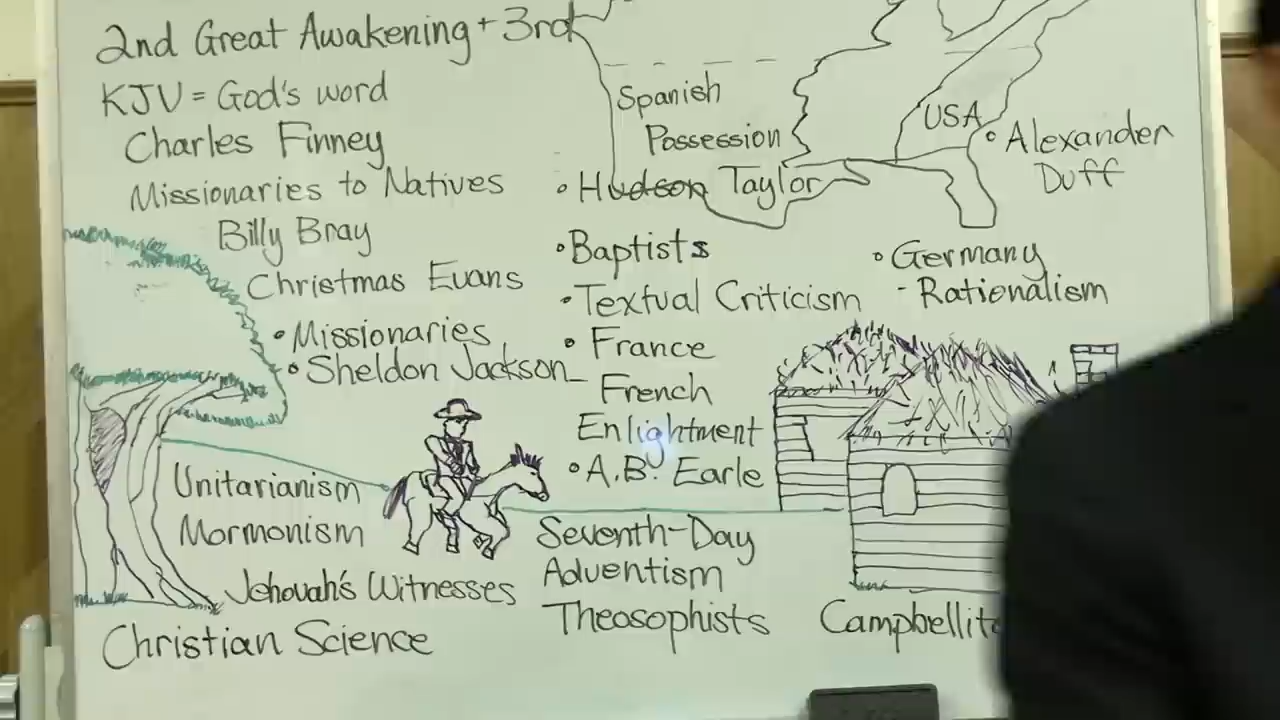 2nd Great Awakening + 3rd
KJV = God's word
Charles Finney
Missionaries to Natives
Billy Bray
Christmas Evans
• Missionaries
• Sheldon Jackson
Unitarianism
Mormonism
Jehovah's Witnesses
Christian Science
Spanish
Possession
USA
• Hudson Taylor
• Baptists
• Textual Criticism
• France
French
Enlightment
• A.B. Earle
Seventh-Day
Adventism
Theosophists
• Alexander
Duff
• Germany
- Rationalism